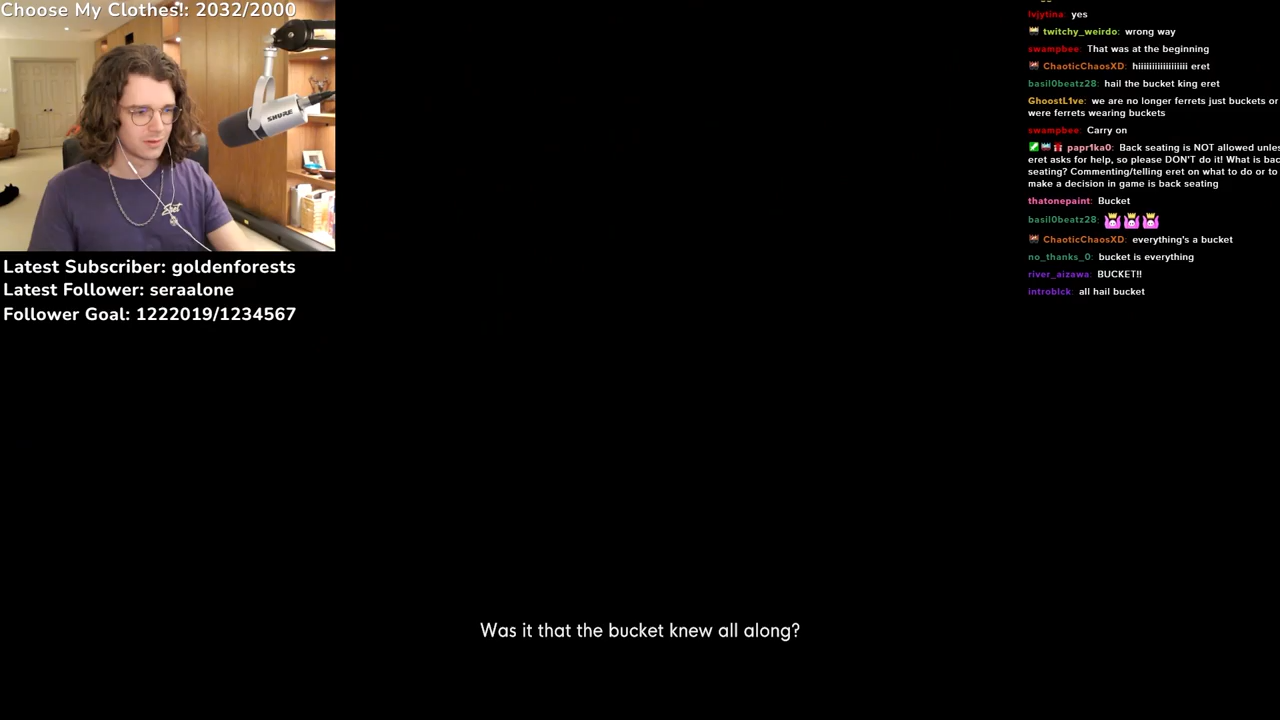 Choose My Clothes!: 2032/2000
SHURE
Eret
Latest Subscriber: goldenforests
Latest Follower: seraalone
Follower Goal: 1222019/1234567
lvjytina: yes
twitchy_weirdo: wrong way
swampbee: That was at the beginning
ChaoticChaosXD: hiiiiiiiiiiiiiiiiii eret
basil0beatz28: hail the bucket king eret
GhoostL1ve: we are no longer ferrets just buckets or
were ferrets wearing buckets
swampbee: Carry on
papr1ka0: Back seating is NOT allowed unles
eret asks for help, so please DON'T do it! What is bac
seating? Commenting/telling eret on what to do or to
make a decision in game is back seating
thatonepaint: Bucket
basil0beatz28:
ChaoticChaosXD: everything's a bucket
no_thanks_0: bucket is everything
river_aizawa: BUCKET!!
introblck: all hail bucket
Was it that the bucket knew all along?